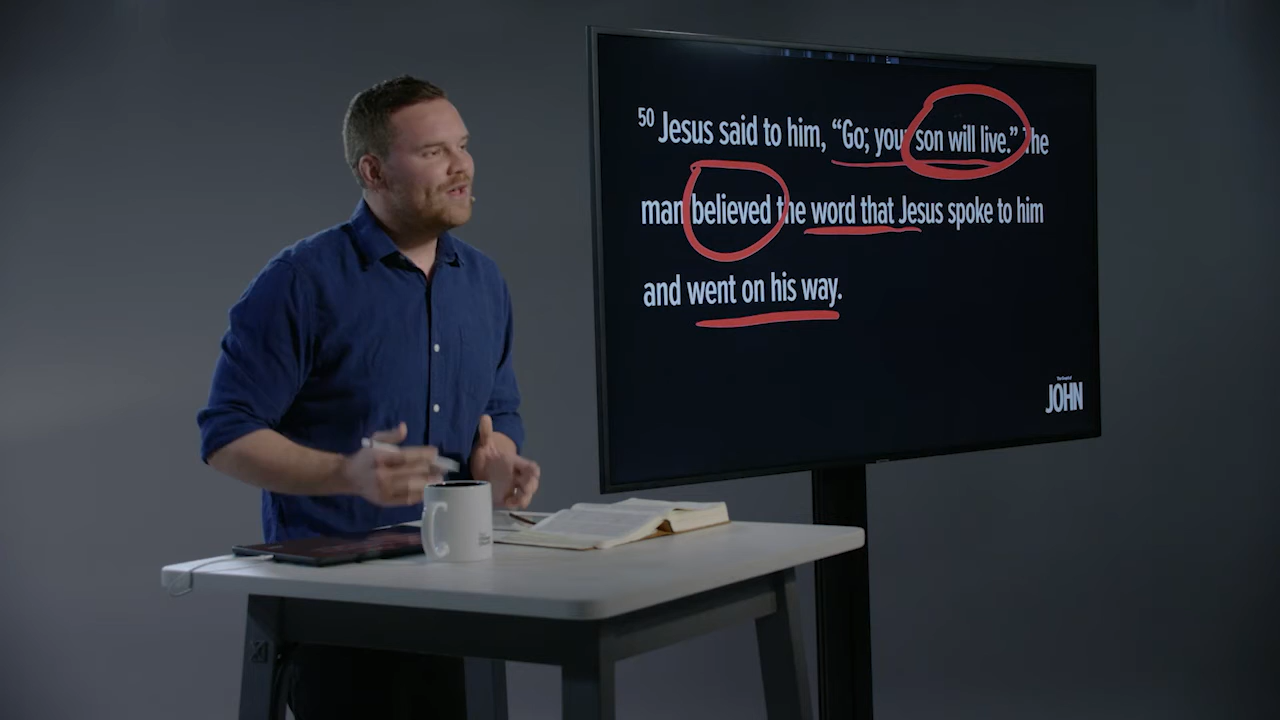 50 Jesus said to him, “Go; your son will live.” The
man believed the word that Jesus spoke to him
and went on his way.
JOHN